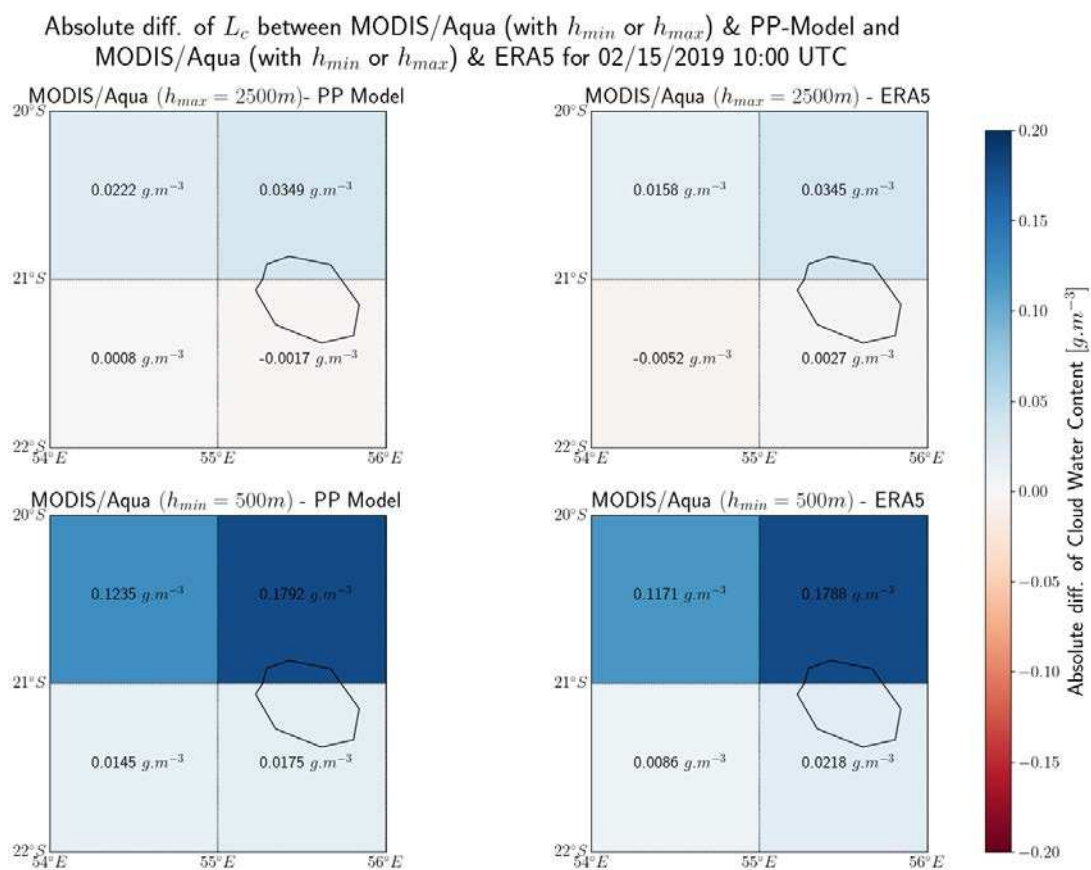 Absolute diff. of L_c between MODIS/Aqua (with h_min or h_max) & PP-Model and
MODIS/Aqua (with h_min or h_max) & ERA5 for 02/15/2019 10:00 UTC
MODIS/Aqua (h_max = 2500m)- PP Model
20°S
0.0222 g.m⁻³
0.0349 g.m⁻³
21°S
0.0008 g.m⁻³
-0.0017 g.m⁻³
22°S
54°E
55°E
56°E
MODIS/Aqua (h_max = 2500m) - ERA5
20°S
0.0158 g.m⁻³
0.0345 g.m⁻³
21°S
-0.0052 g.m⁻³
0.0027 g.m⁻³
22°S
54°E
55°E
56°E
MODIS/Aqua (h_min = 500m) - PP Model
20°S
0.1235 g.m⁻³
0.1792 g.m⁻³
21°S
0.0145 g.m⁻³
0.0175 g.m⁻³
22°S
54°E
55°E
56°E
MODIS/Aqua (h_min = 500m) - ERA5
20°S
0.1171 g.m⁻³
0.1788 g.m⁻³
21°S
0.0086 g.m⁻³
0.0218 g.m⁻³
22°S
54°E
55°E
56°E
0.20
0.15
0.10
0.05
0.00
−0.05
−0.10
−0.15
−0.20
Absolute diff. of Cloud Water Content [g.m⁻³]